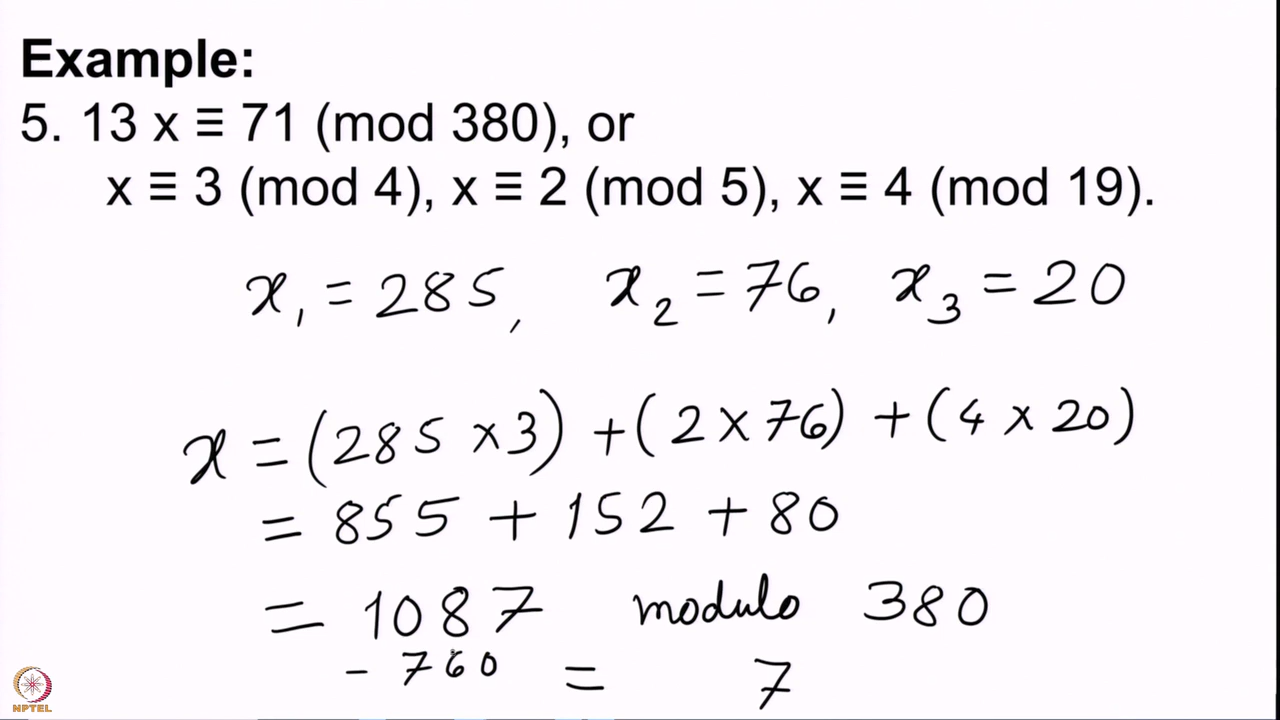 Example:
5. 13 x ≡ 71 (mod 380), or
x ≡ 3 (mod 4), x ≡ 2 (mod 5), x ≡ 4 (mod 19).
x₁ = 285, x₂ = 76, x₃ = 20
x = (285 × 3) + (2 × 76) + (4 × 20)
= 855 + 152 + 80
= 1087 modulo 380
- 760 = 7
NPTEL